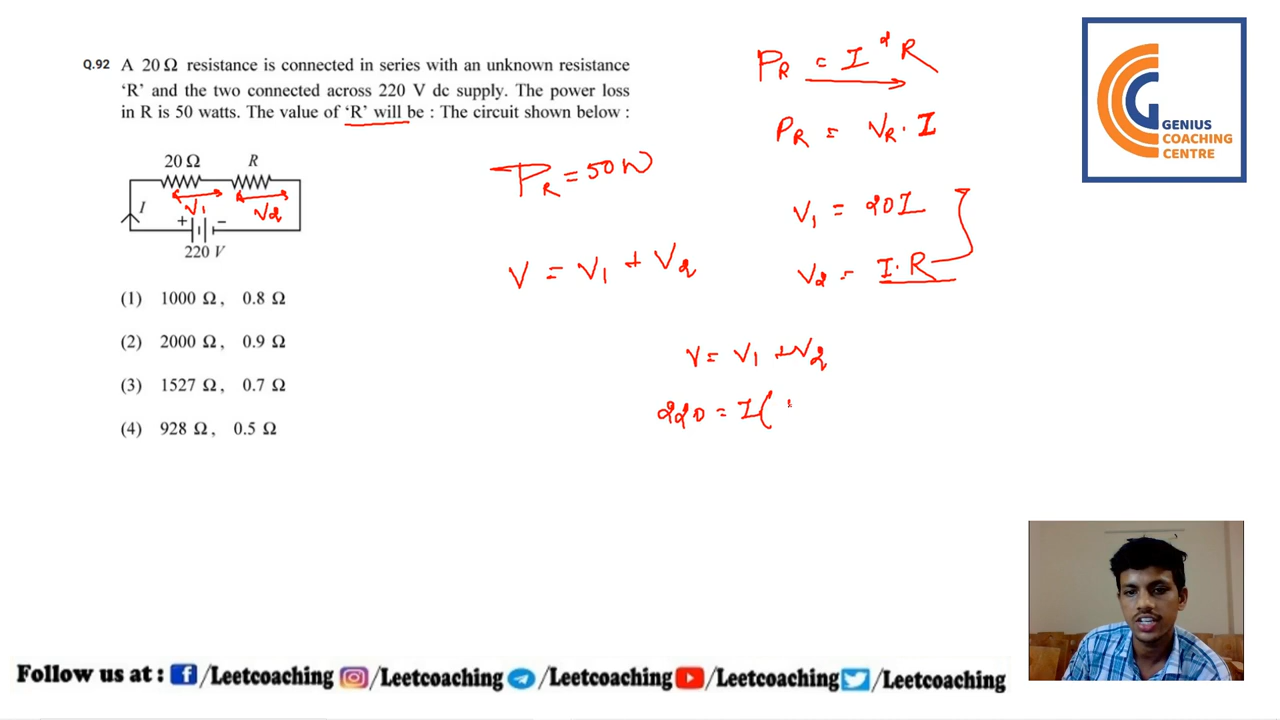 Q.92 A 20 Ω resistance is connected in series with an unknown resistance
‘R’ and the two connected across 220 V dc supply. The power loss
in R is 50 watts. The value of ‘R’ will be : The circuit shown below :
20 Ω R
V1 V2
I
+ −
220 V
(1) 1000 Ω, 0.8 Ω
(2) 2000 Ω, 0.9 Ω
(3) 1527 Ω, 0.7 Ω
(4) 928 Ω, 0.5 Ω
PR = 50W
V = V1 + V2
PR = I²R
PR = VR · I
V1 = 20I
V2 = I·R
V = V1 + V2
220 = I(
GENIUS
COACHING
CENTRE
Follow us at : /Leetcoaching /Leetcoaching /Leetcoaching /Leetcoaching /Leetcoaching